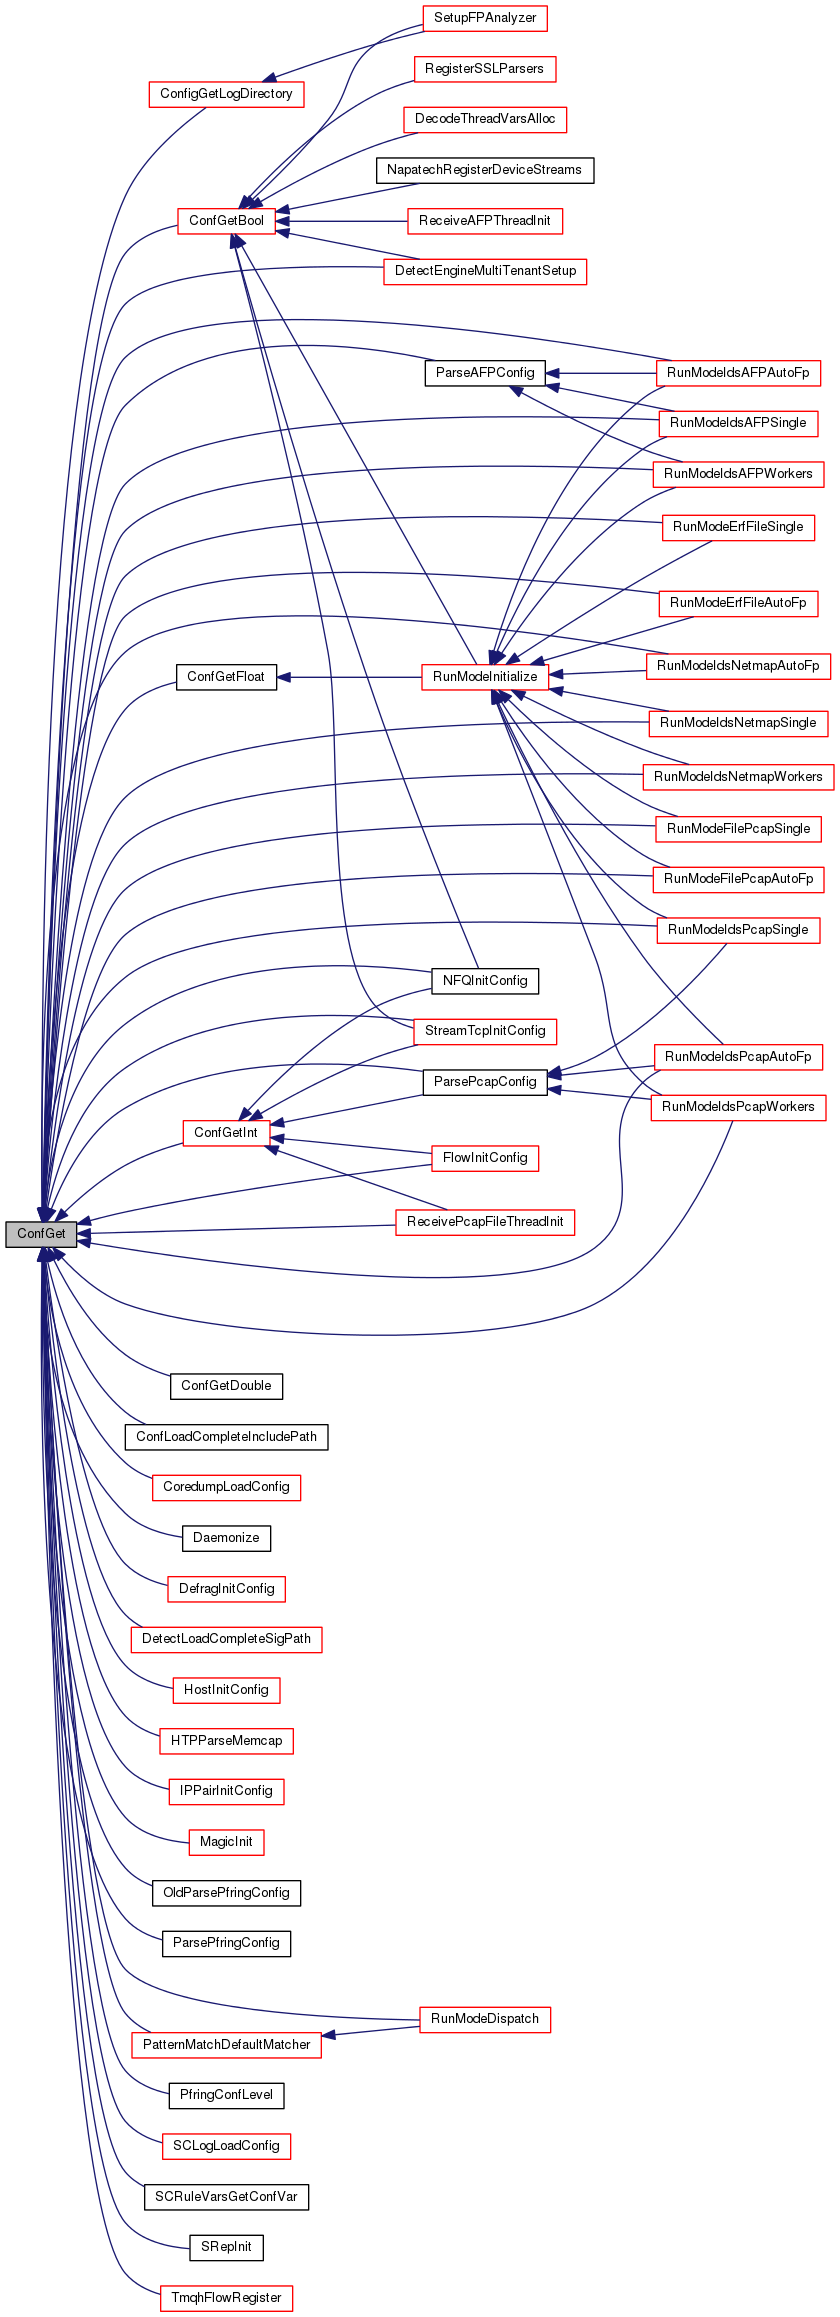 SetupFPAnalyzer
RegisterSSLParsers
ConfigGetLogDirectory
DecodeThreadVarsAlloc
NapatechRegisterDeviceStreams
ConfGetBool
ReceiveAFPThreadInit
DetectEngineMultiTenantSetup
ParseAFPConfig
RunModeIdsAFPAutoFp
RunModeIdsAFPSingle
RunModeIdsAFPWorkers
RunModeErfFileSingle
RunModeErfFileAutoFp
RunModeIdsNetmapAutoFp
ConfGetFloat
RunModeInitialize
RunModeIdsNetmapSingle
RunModeIdsNetmapWorkers
RunModeFilePcapSingle
RunModeFilePcapAutoFp
RunModeIdsPcapSingle
NFQInitConfig
StreamTcpInitConfig
RunModeIdsPcapAutoFp
ParsePcapConfig
RunModeIdsPcapWorkers
ConfGetInt
FlowInitConfig
ReceivePcapFileThreadInit
ConfGet
ConfGetDouble
ConfLoadCompleteIncludePath
CoredumpLoadConfig
Daemonize
DefragInitConfig
DetectLoadCompleteSigPath
HostInitConfig
HTPParseMemcap
IPPairInitConfig
MagicInit
OldParsePfringConfig
ParsePfringConfig
RunModeDispatch
PatternMatchDefaultMatcher
PfringConfLevel
SCLogLoadConfig
SCRuleVarsGetConfVar
SRepInit
TmqhFlowRegister